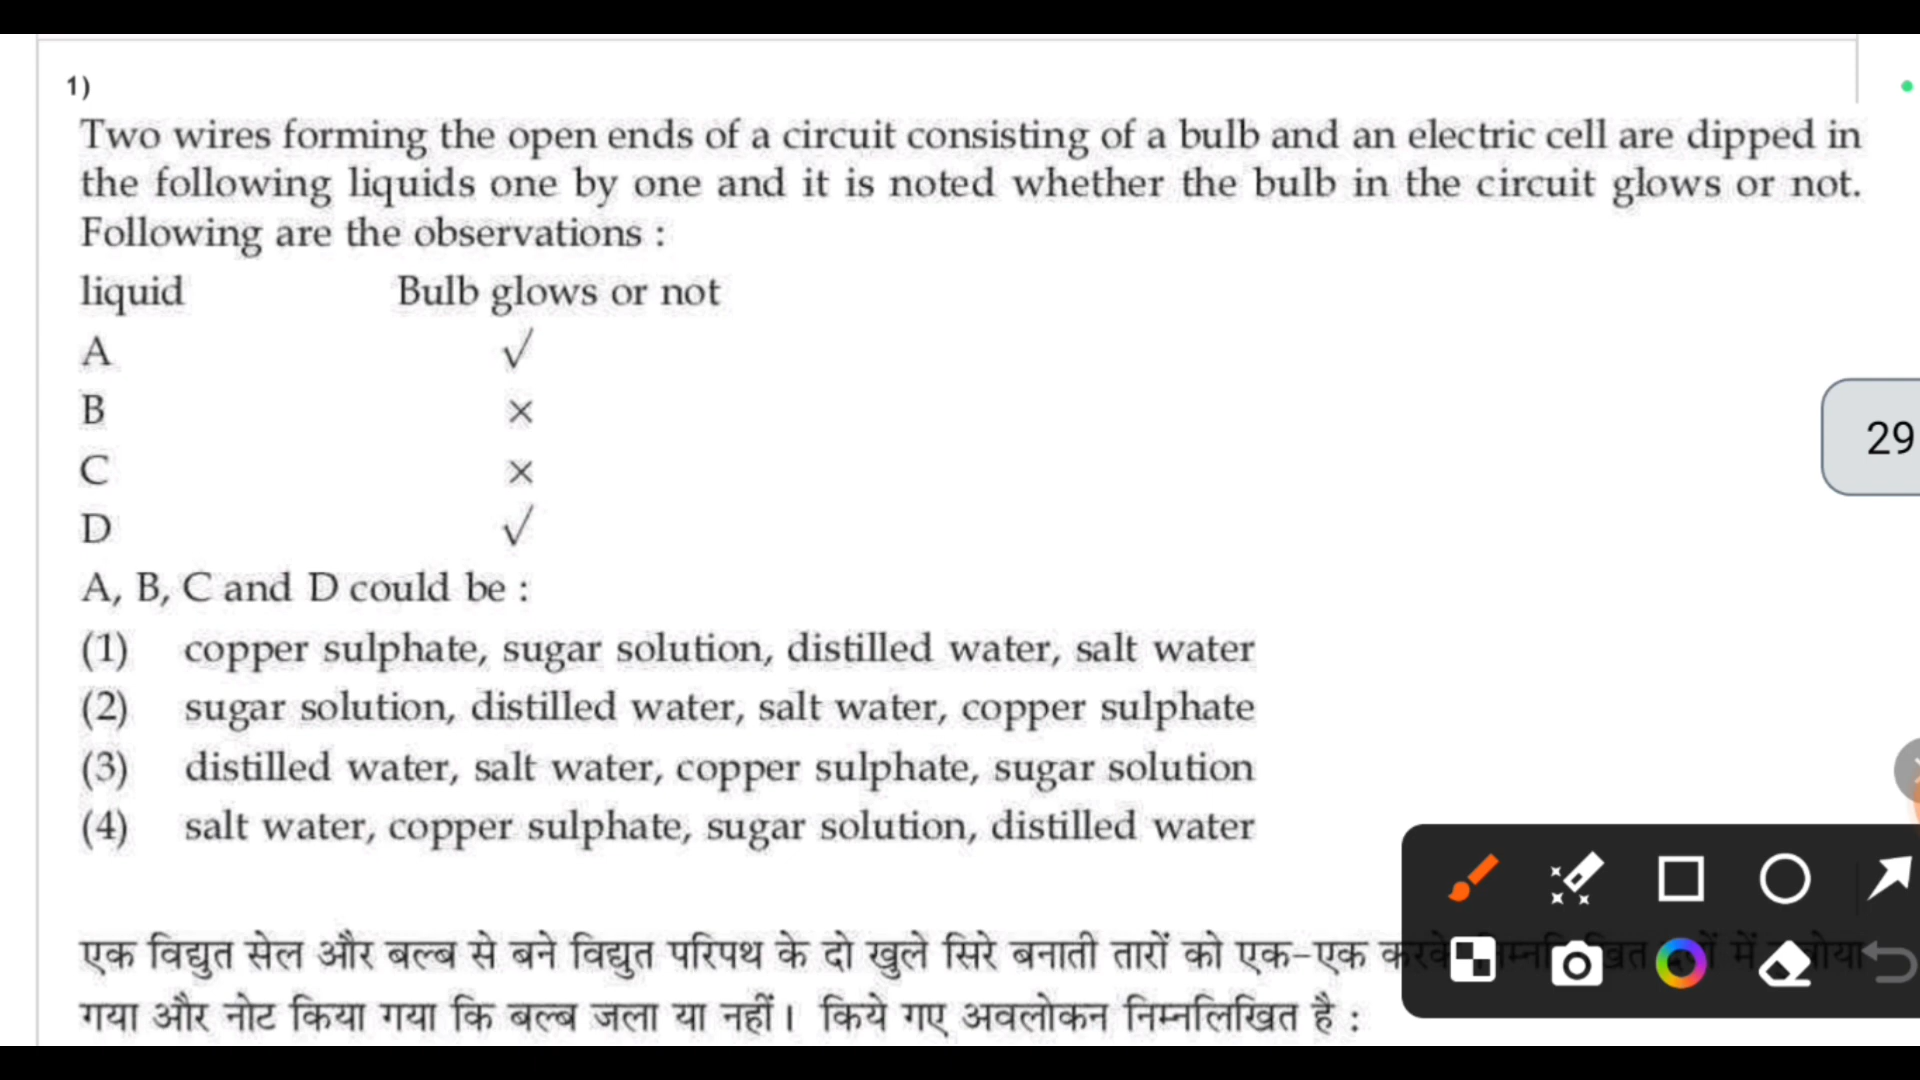 1)
Two wires forming the open ends of a circuit consisting of a bulb and an electric cell are dipped in
the following liquids one by one and it is noted whether the bulb in the circuit glows or not.
Following are the observations :
liquid Bulb glows or not
A √
B ×
C ×
D √
29
A, B, C and D could be :
(1) copper sulphate, sugar solution, distilled water, salt water
(2) sugar solution, distilled water, salt water, copper sulphate
(3) distilled water, salt water, copper sulphate, sugar solution
(4) salt water, copper sulphate, sugar solution, distilled water
एक विद्युत सेल और बल्ब से बने विद्युत परिपथ के दो खुले सिरे बनाती तारों को एक-एक करके में
गया और नोट किया गया कि बल्ब जला या नहीं। किये गए अवलोकन निम्नलिखित है :